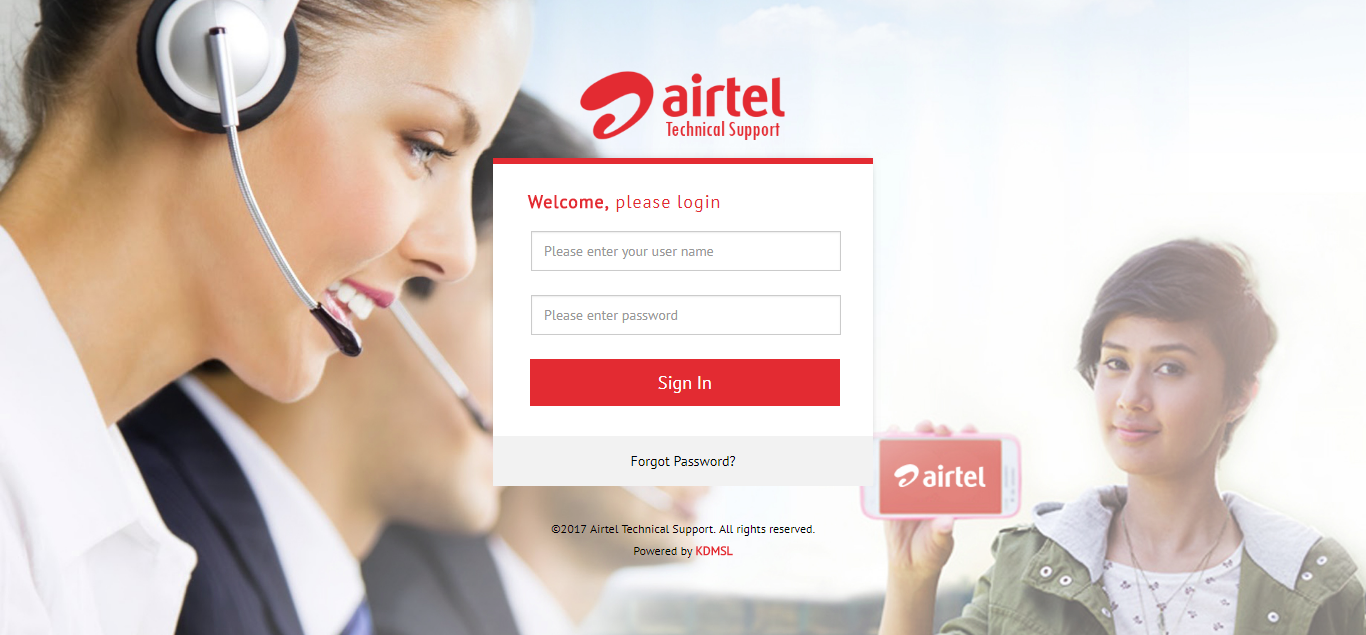 airtel
Technical Support
Welcome, please login
Please enter your user name
Please enter password
Sign In
Forgot Password?
airtel
©2017 Airtel Technical Support. All rights reserved.
Powered by KDMSL